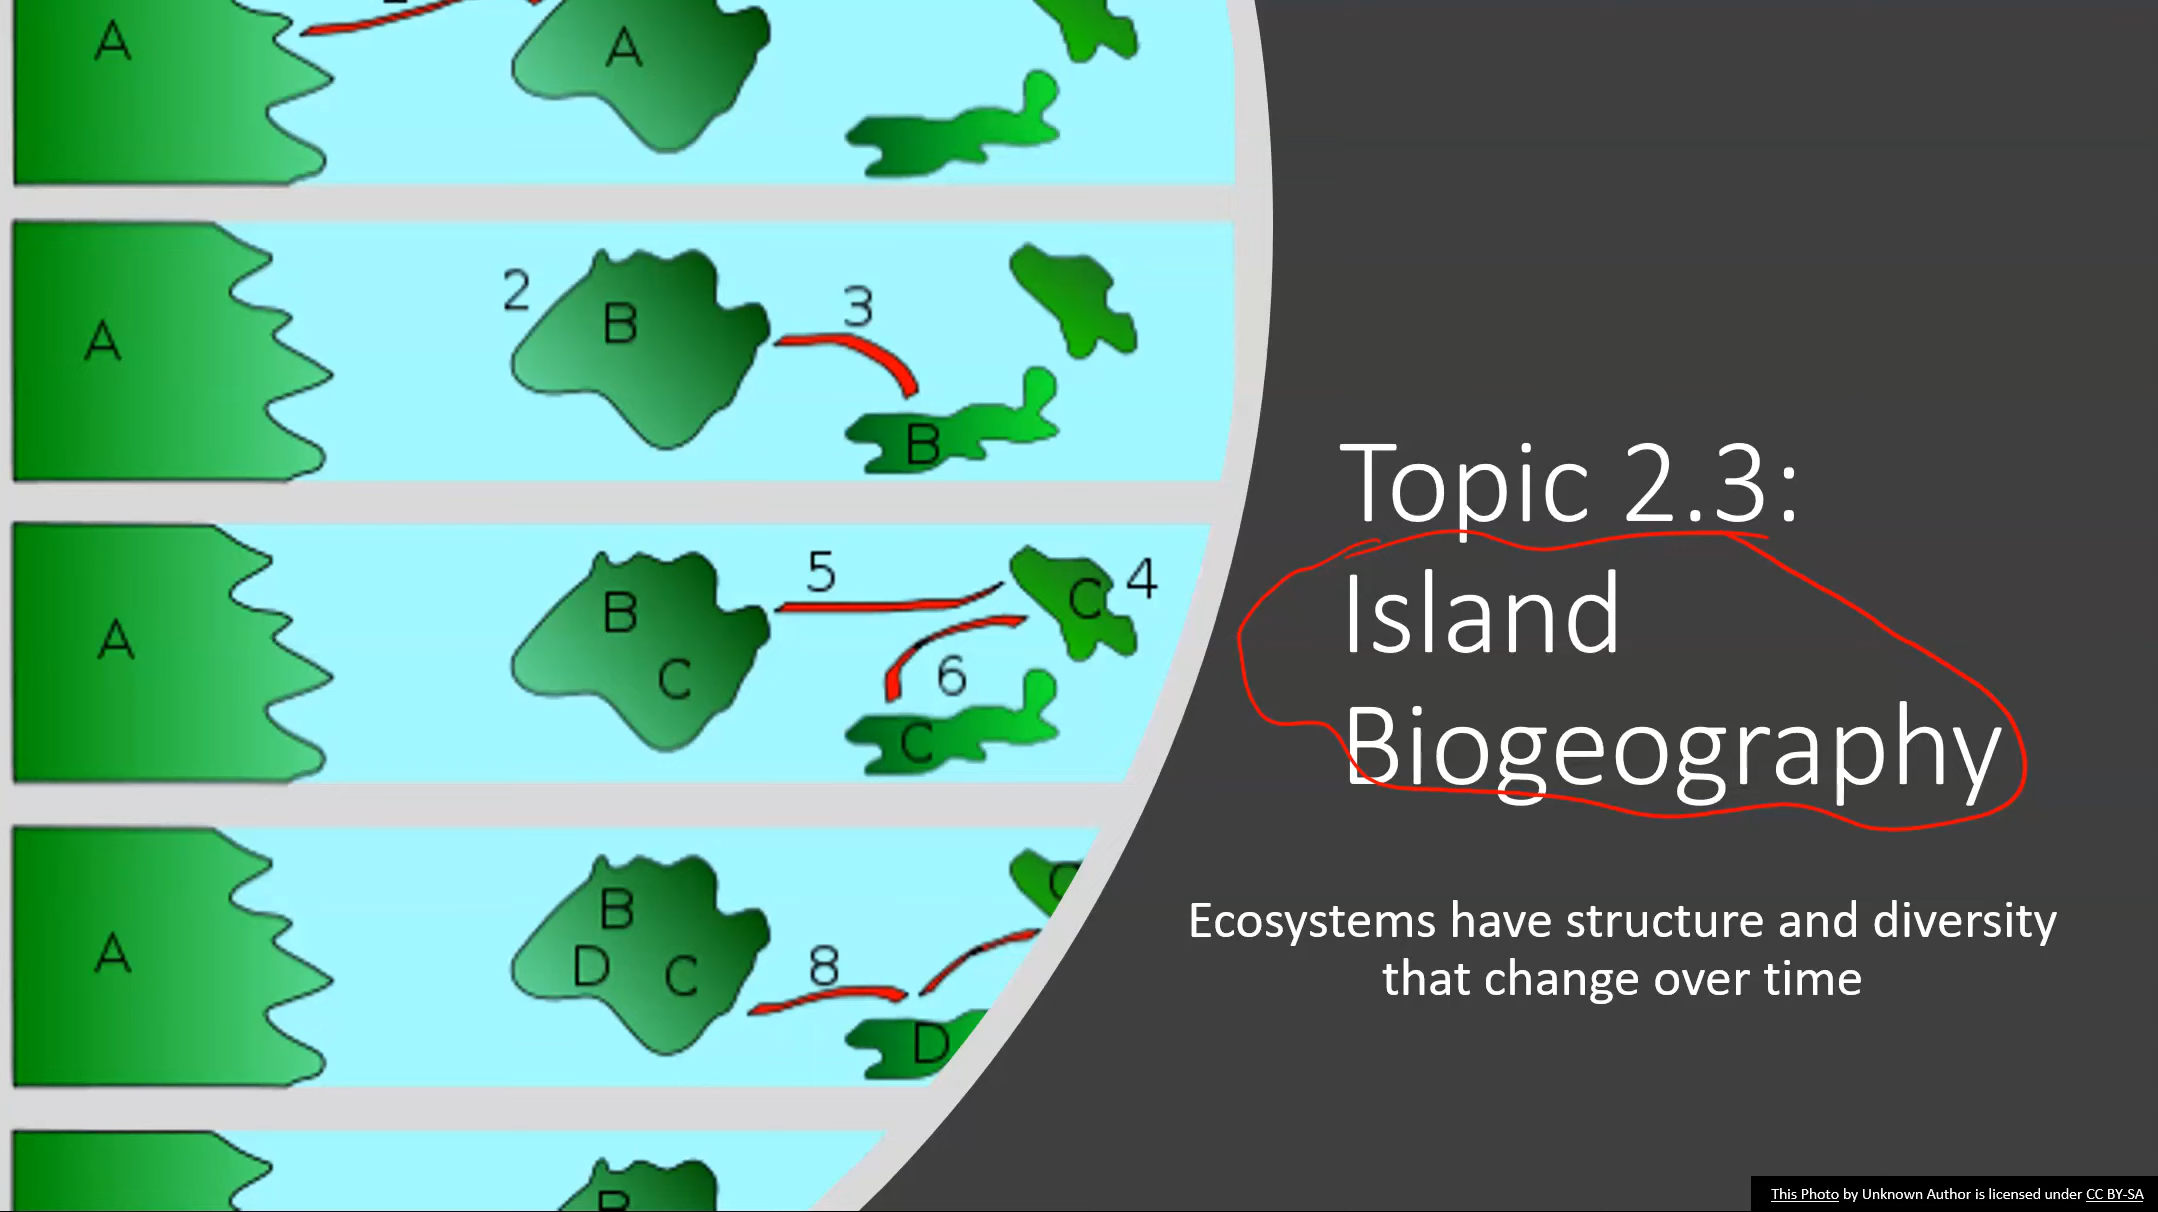 A
A
A
2
B
3
B
A
B
C
5
C
4
6
C
A
B
D
C
8
D
B
Topic 2.3:
Island
Biogeography
Ecosystems have structure and diversity
that change over time
This Photo by Unknown Author is licensed under CC BY-SA